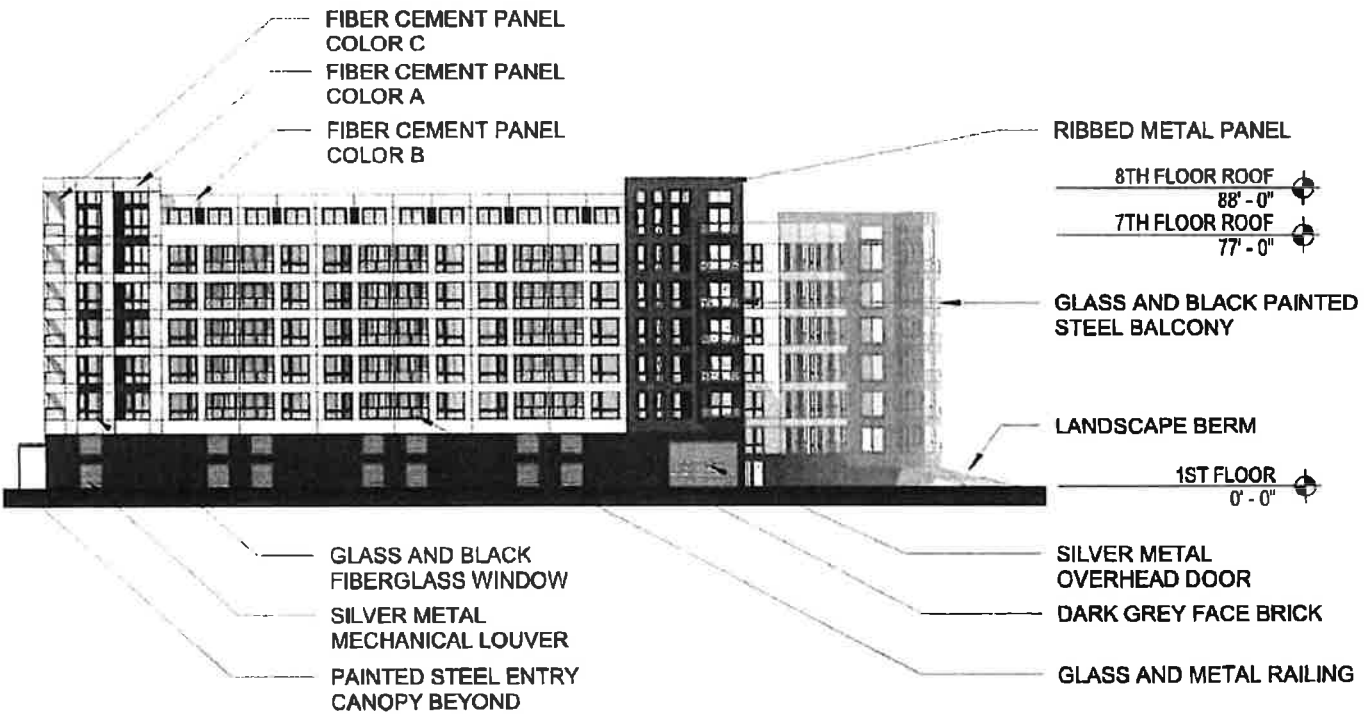 FIBER CEMENT PANEL
COLOR C
FIBER CEMENT PANEL
COLOR A
FIBER CEMENT PANEL
COLOR B
RIBBED METAL PANEL
8TH FLOOR ROOF
88' - 0"
7TH FLOOR ROOF
77' - 0"
GLASS AND BLACK PAINTED
STEEL BALCONY
LANDSCAPE BERM
1ST FLOOR
0' - 0"
GLASS AND BLACK
FIBERGLASS WINDOW
SILVER METAL
MECHANICAL LOUVER
PAINTED STEEL ENTRY
CANOPY BEYOND
SILVER METAL
OVERHEAD DOOR
DARK GREY FACE BRICK
GLASS AND METAL RAILING